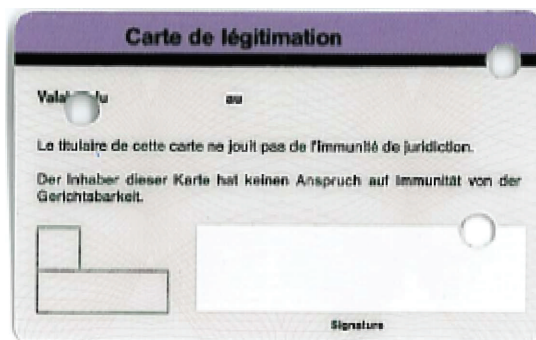 Carte de légitimation
au
Le titulaire de cette carte ne jouit pas de l'immunité de juridiction.
Der Inhaber dieser Karte hat keinen Anspruch auf Immunität von der
Gerichtsbarkeit.
Signature